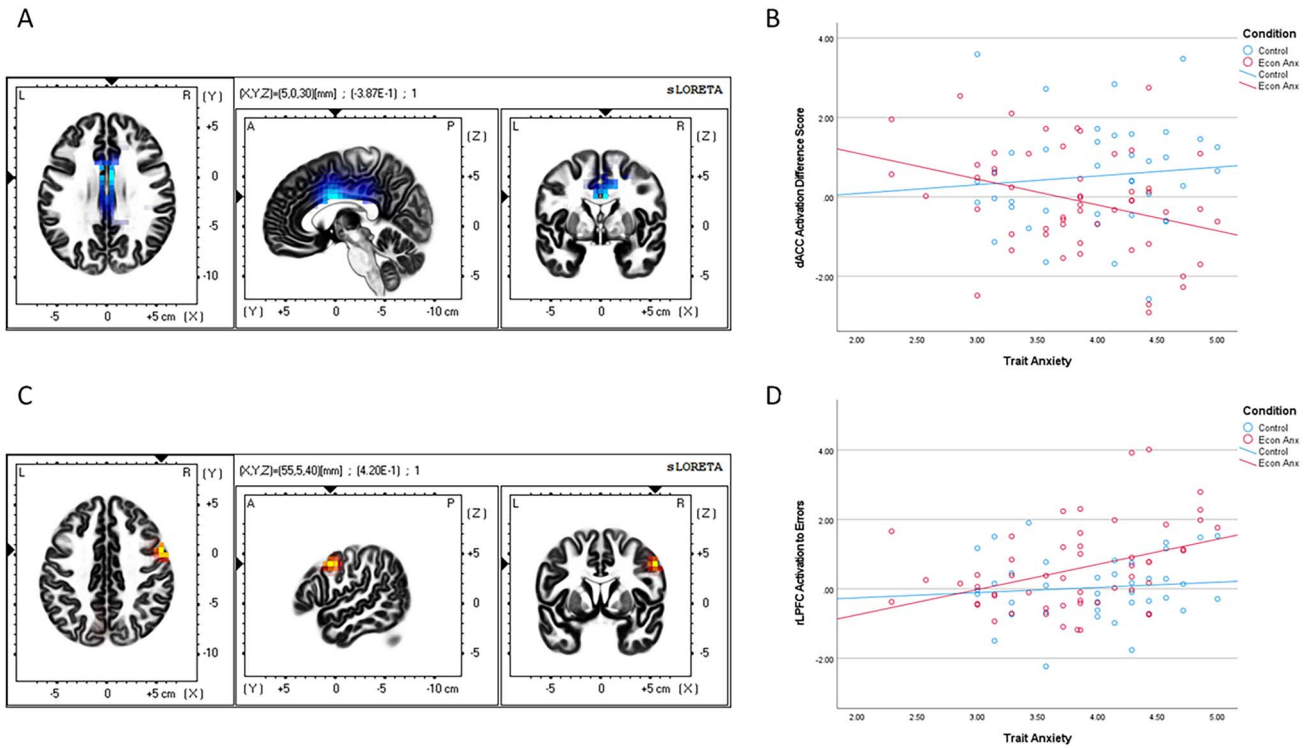 A
L R (Y)
+5
0
-5
-10
-5 0 +5 cm (X)
(X,Y,Z)=(5,0,30)[mm] ; (-3.87E-1) ; 1
sLORETA
A P (Z)
+5
0
-5
(Y) +5 0 -5 -10 cm
L R (Z)
+5
0
-5
-5 0 +5 cm (X)
B
dACC Activation Difference Score
4.00
2.00
.00
-2.00
2.00 3.00 3.50 4.00 4.50 5.00
Trait Anxiety
Condition
Control
Econ Anx
Control
Econ Anx
C
L R (Y)
+5
0
-5
-10
-5 0 +5 cm (X)
(X,Y,Z)=(55,5,40)[mm] ; (4.20E-1) ; 1
sLORETA
A P (Z)
+5
0
-5
(Y) +5 0 -5 -10 cm
L R (Z)
+5
0
-5
-5 0 +5 cm (X)
D
rLPFC Activation to Errors
4.00
2.00
.00
-2.00
2.00 3.00 3.50 4.00 4.50 5.00
Trait Anxiety
Condition
Control
Econ Anx
Control
Econ Anx